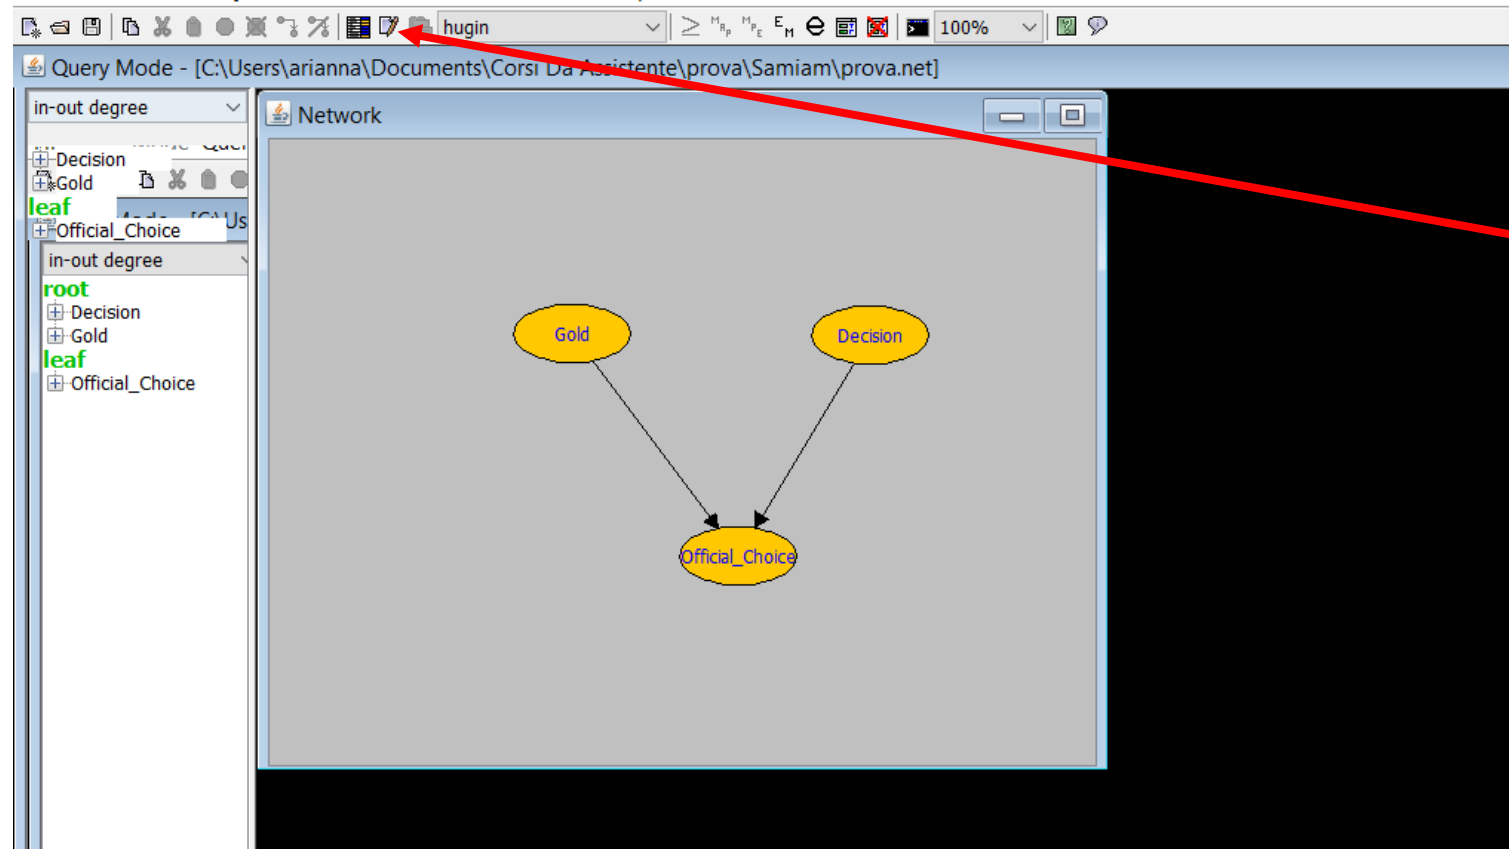 hugin
100%
Query Mode - [C:\Users\arianna\Documents\Corsi Da Assistente\prova\Samiam\prova.net]
in-out degree
Network
Decision
Gold
leaf
Official_Choice
in-out degree
root
Decision
Gold
leaf
Official_Choice
Gold
Decision
Official_Choice